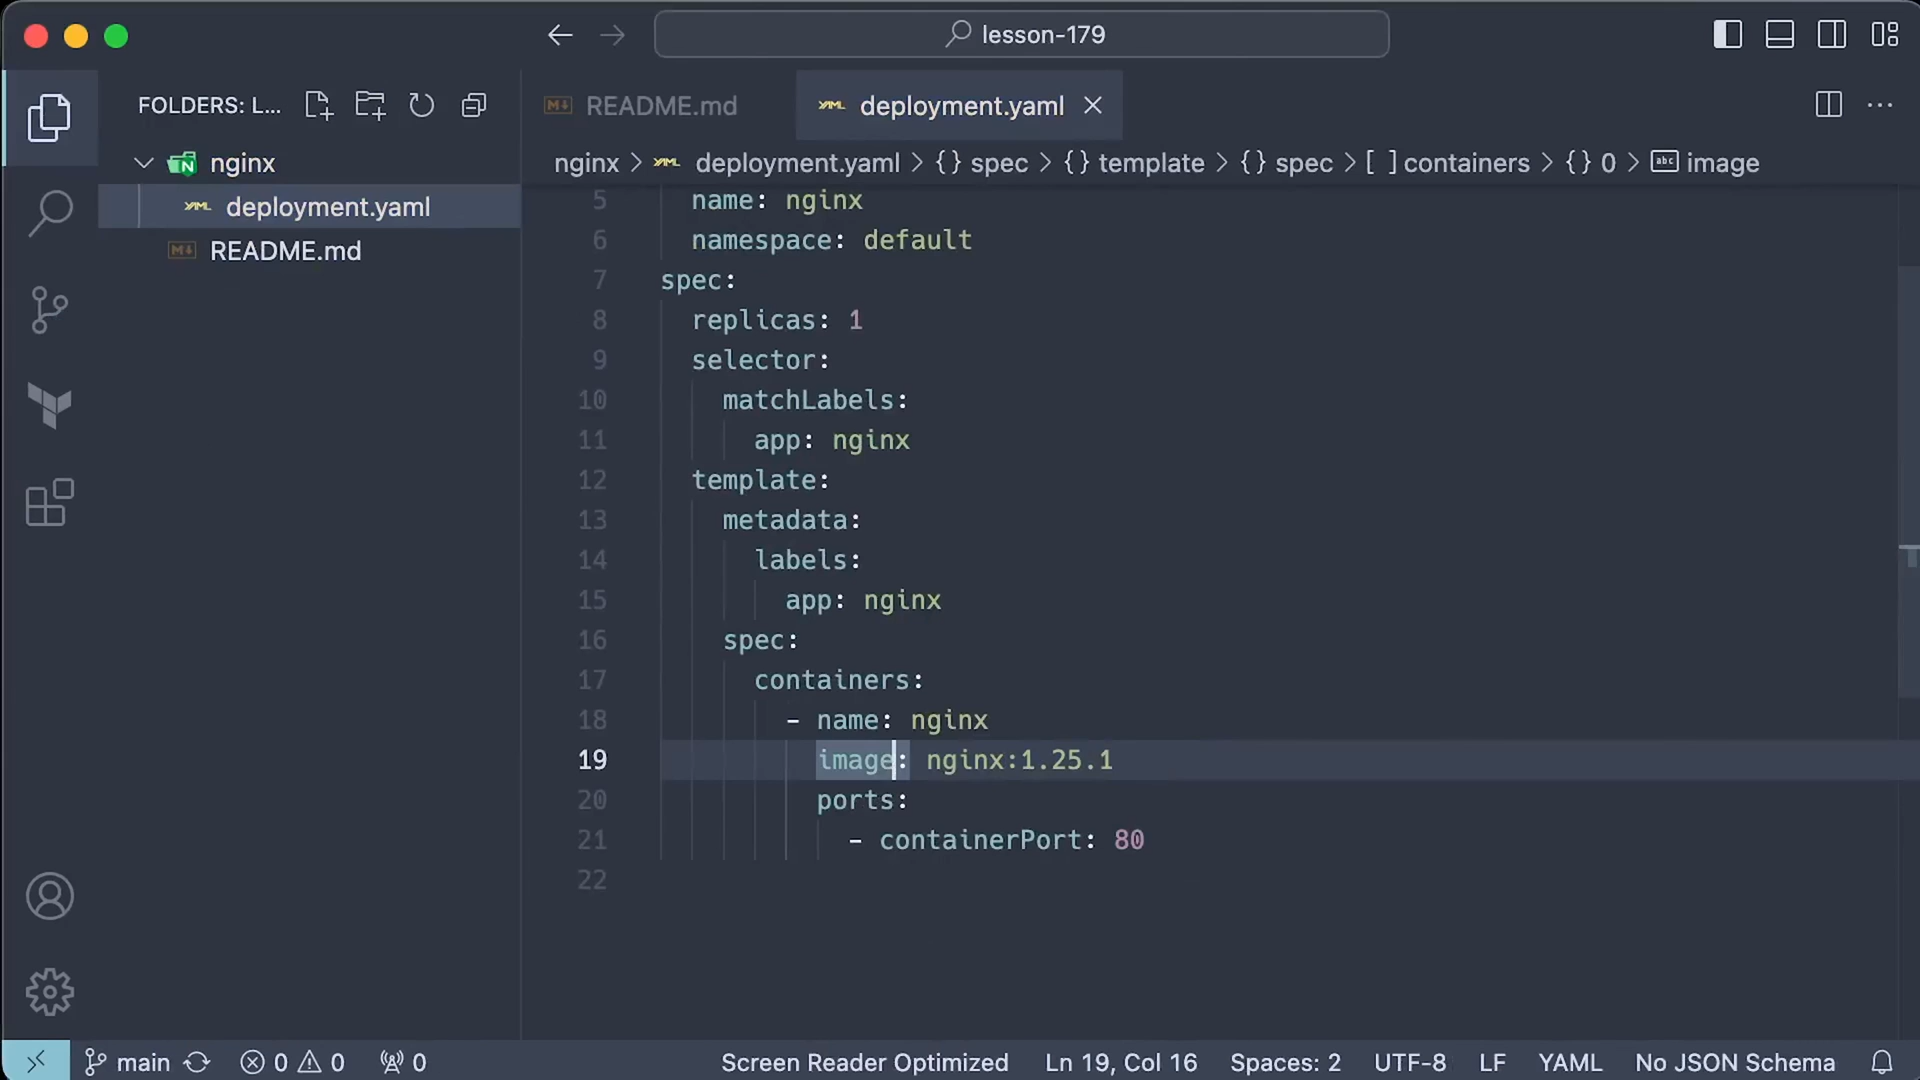 lesson-179
FOLDERS: L...
README.md
deployment.yaml
nginx > deployment.yaml > {} spec > {} template > {} spec > [ ] containers > {} 0 > abc image
nginx
deployment.yaml
README.md
5 name: nginx
6 namespace: default
7 spec:
8 replicas: 1
9 selector:
10 matchLabels:
11 app: nginx
12 template:
13 metadata:
14 labels:
15 app: nginx
16 spec:
17 containers:
18 - name: nginx
19 image: nginx:1.25.1
20 ports:
21 - containerPort: 80
22
main 0 0 0 Screen Reader Optimized Ln 19, Col 16 Spaces: 2 UTF-8 LF YAML No JSON Schema